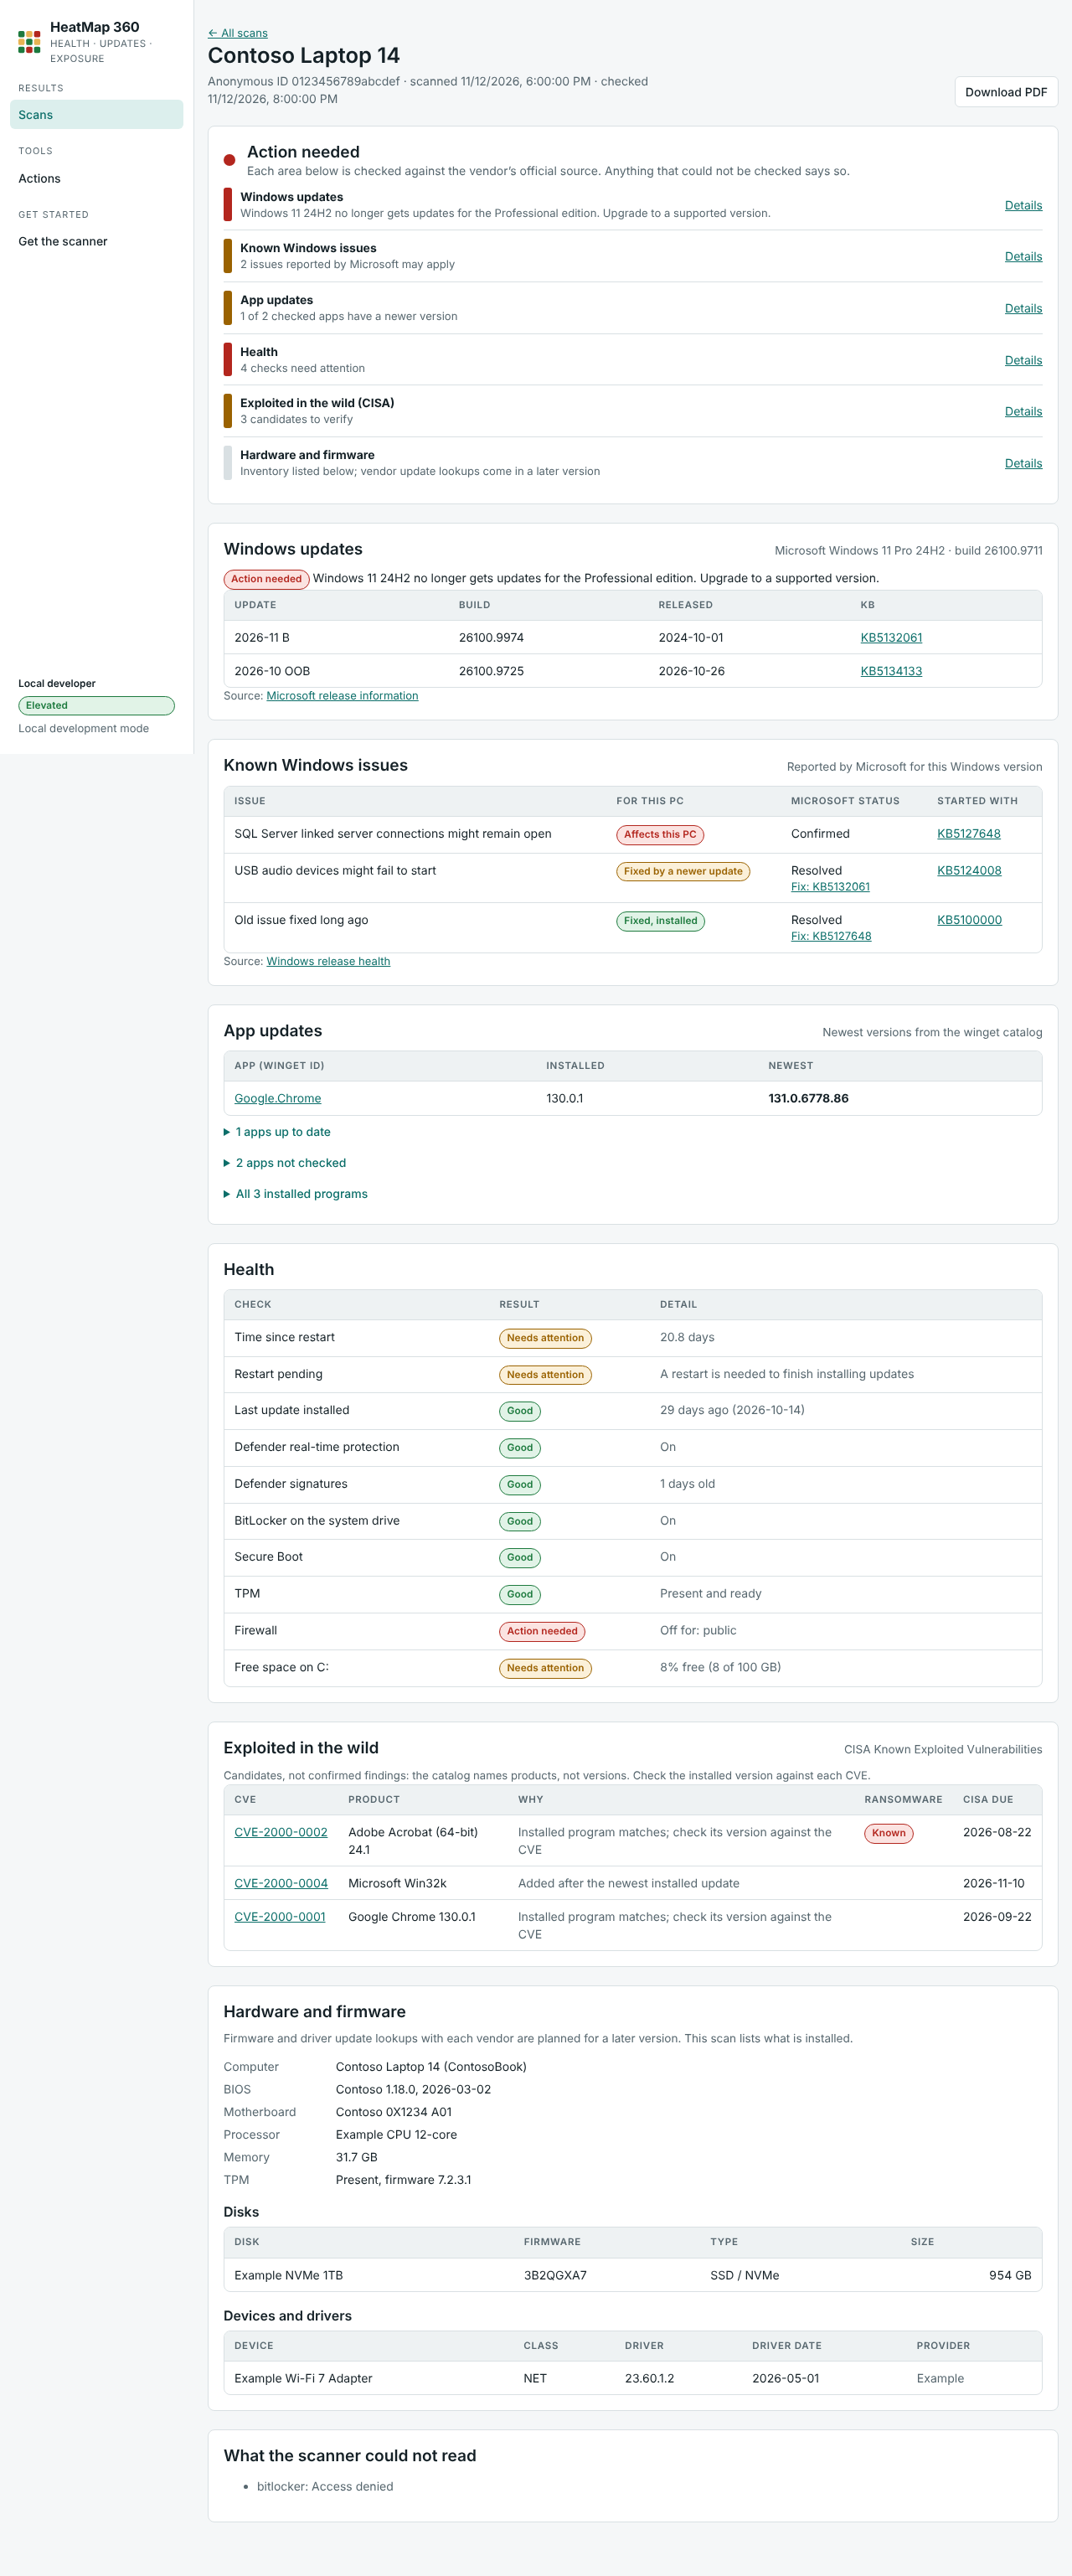 HeatMap 360
HEALTH · UPDATES ·
EXPOSURE
RESULTS
Scans
TOOLS
Actions
GET STARTED
Get the scanner
Local developer
Elevated
Local development mode
← All scans
Contoso Laptop 14
Anonymous ID 0123456789abcdef · scanned 11/12/2026, 6:00:00 PM · checked
11/12/2026, 8:00:00 PM
Download PDF
Action needed
Each area below is checked against the vendor’s official source. Anything that could not be checked says so.
Windows updates
Windows 11 24H2 no longer gets updates for the Professional edition. Upgrade to a supported version.
Details
Known Windows issues
2 issues reported by Microsoft may apply
Details
App updates
1 of 2 checked apps have a newer version
Details
Health
4 checks need attention
Details
Exploited in the wild (CISA)
3 candidates to verify
Details
Hardware and firmware
Inventory listed below; vendor update lookups come in a later version
Details
Windows updates
Microsoft Windows 11 Pro 24H2 · build 26100.9711
Action needed Windows 11 24H2 no longer gets updates for the Professional edition. Upgrade to a supported version.
UPDATE BUILD RELEASED KB
2026-11 B 26100.9974 2024-10-01 KB5132061
2026-10 OOB 26100.9725 2026-10-26 KB5134133
Source: Microsoft release information
Known Windows issues
Reported by Microsoft for this Windows version
ISSUE FOR THIS PC MICROSOFT STATUS STARTED WITH
SQL Server linked server connections might remain open Affects this PC Confirmed KB5127648
USB audio devices might fail to start Fixed by a newer update Resolved KB5124008
Fix: KB5132061
Old issue fixed long ago Fixed, installed Resolved KB5100000
Fix: KB5127648
Source: Windows release health
App updates
Newest versions from the winget catalog
APP (WINGET ID) INSTALLED NEWEST
Google.Chrome 130.0.1 131.0.6778.86
▶ 1 apps up to date
▶ 2 apps not checked
▶ All 3 installed programs
Health
CHECK RESULT DETAIL
Time since restart Needs attention 20.8 days
Restart pending Needs attention A restart is needed to finish installing updates
Last update installed Good 29 days ago (2026-10-14)
Defender real-time protection Good On
Defender signatures Good 1 days old
BitLocker on the system drive Good On
Secure Boot Good On
TPM Good Present and ready
Firewall Action needed Off for: public
Free space on C: Needs attention 8% free (8 of 100 GB)
Exploited in the wild
CISA Known Exploited Vulnerabilities
Candidates, not confirmed findings: the catalog names products, not versions. Check the installed version against each CVE.
CVE PRODUCT WHY RANSOMWARE CISA DUE
CVE-2000-0002 Adobe Acrobat (64-bit) Installed program matches; check its version against the Known 2026-08-22
24.1 CVE
CVE-2000-0004 Microsoft Win32k Added after the newest installed update 2026-11-10
CVE-2000-0001 Google Chrome 130.0.1 Installed program matches; check its version against the 2026-09-22
CVE
Hardware and firmware
Firmware and driver update lookups with each vendor are planned for a later version. This scan lists what is installed.
Computer Contoso Laptop 14 (ContosoBook)
BIOS Contoso 1.18.0, 2026-03-02
Motherboard Contoso 0X1234 A01
Processor Example CPU 12-core
Memory 31.7 GB
TPM Present, firmware 7.2.3.1
Disks
DISK FIRMWARE TYPE SIZE
Example NVMe 1TB 3B2QGXA7 SSD / NVMe 954 GB
Devices and drivers
DEVICE CLASS DRIVER DRIVER DATE PROVIDER
Example Wi-Fi 7 Adapter NET 23.60.1.2 2026-05-01 Example
What the scanner could not read
• bitlocker: Access denied